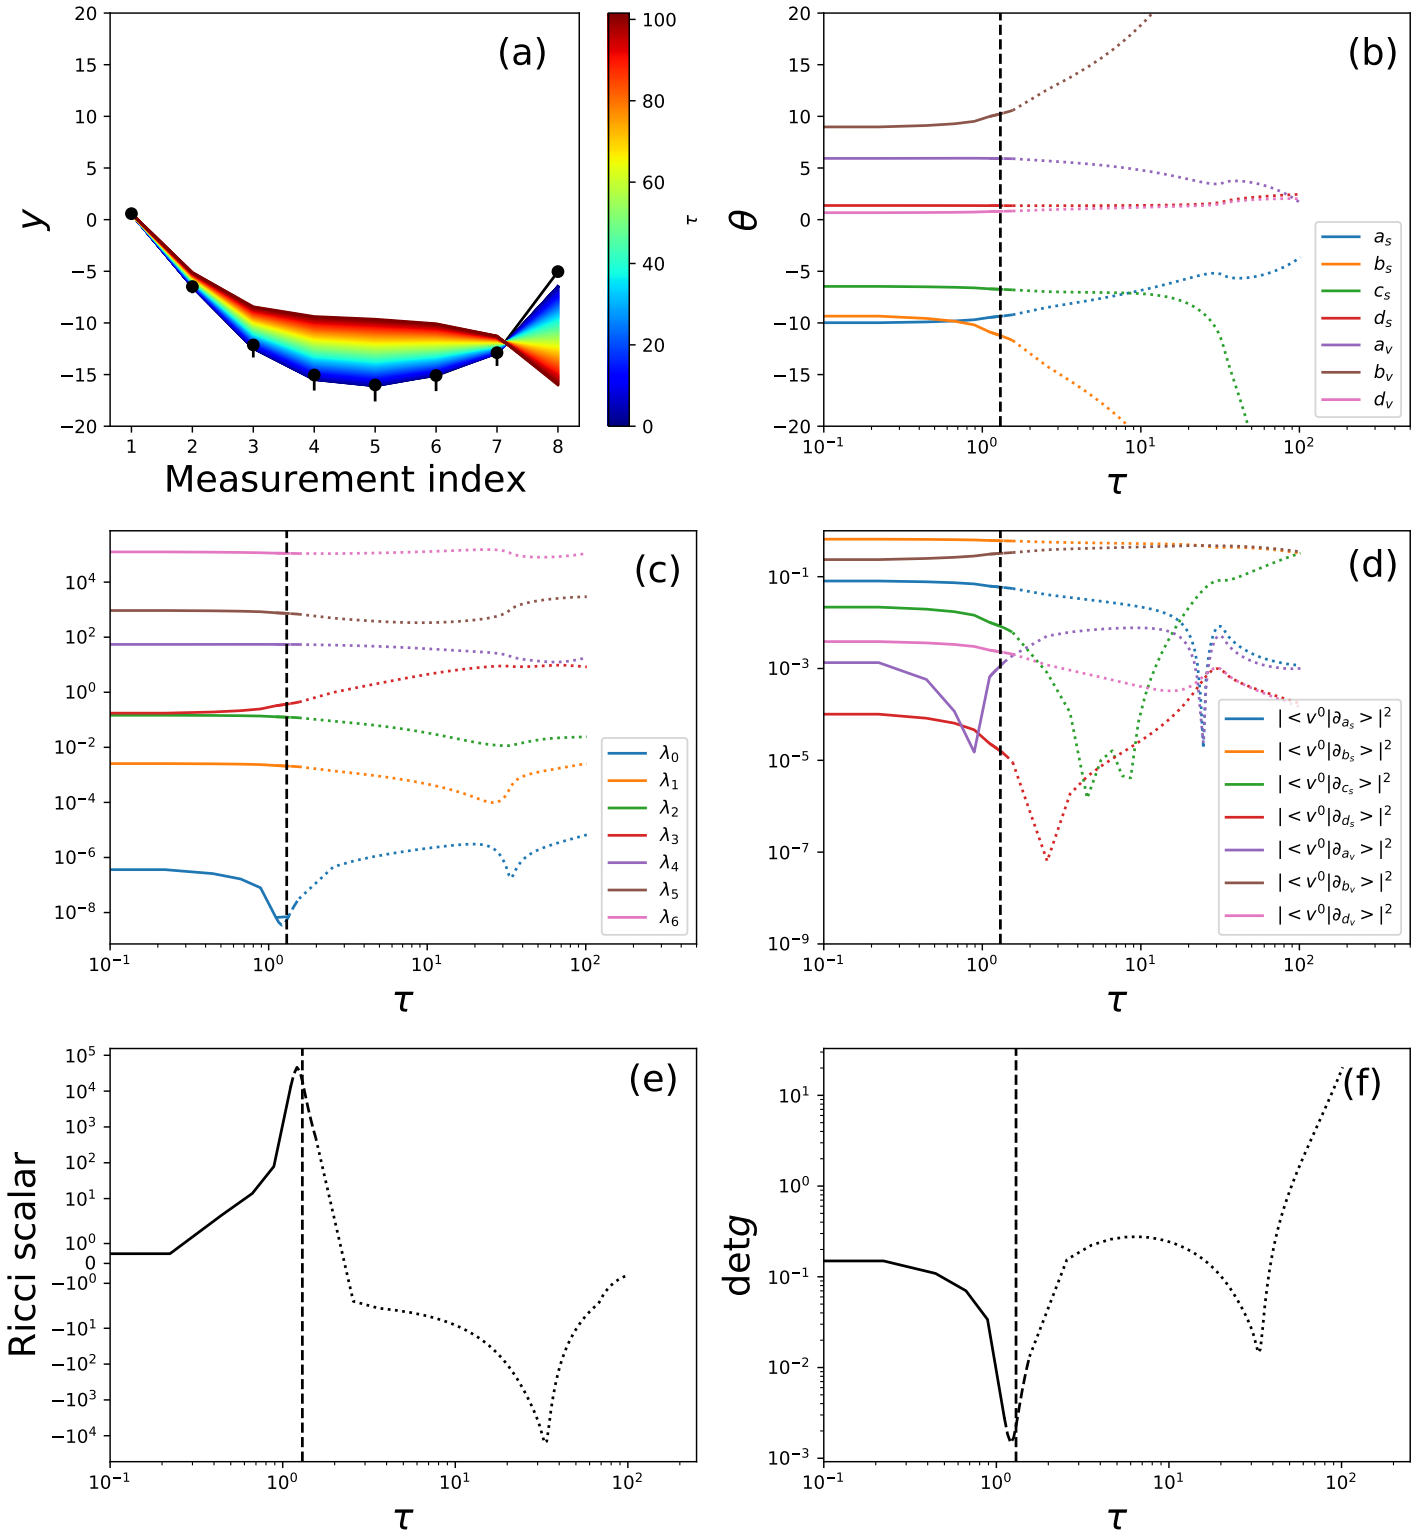 (a)
20
15
10
5
0
−5
−10
−15
−20
y
1 2 3 4 5 6 7 8
Measurement index
100
80
60
40
20
0
τ
(b)
20
15
10
5
0
−5
−10
−15
−20
θ
a_s
b_s
c_s
d_s
a_v
b_v
d_v
10^−1 10^0 10^1 10^2
τ
(c)
10^4
10^2
10^0
10^−2
10^−4
10^−6
10^−8
λ_0
λ_1
λ_2
λ_3
λ_4
λ_5
λ_6
10^−1 10^0 10^1 10^2
τ
(d)
10^−1
10^−3
10^−5
10^−7
10^−9
|<v^0|∂_{a_s}>|^2
|<v^0|∂_{b_s}>|^2
|<v^0|∂_{c_s}>|^2
|<v^0|∂_{d_s}>|^2
|<v^0|∂_{a_v}>|^2
|<v^0|∂_{b_v}>|^2
|<v^0|∂_{d_v}>|^2
10^−1 10^0 10^1 10^2
τ
(e)
10^5
10^4
10^3
10^2
10^1
10^0
0
−10^0
−10^1
−10^2
−10^3
−10^4
Ricci scalar
10^−1 10^0 10^1 10^2
τ
(f)
10^1
10^0
10^−1
10^−2
10^−3
detg
10^−1 10^0 10^1 10^2
τ